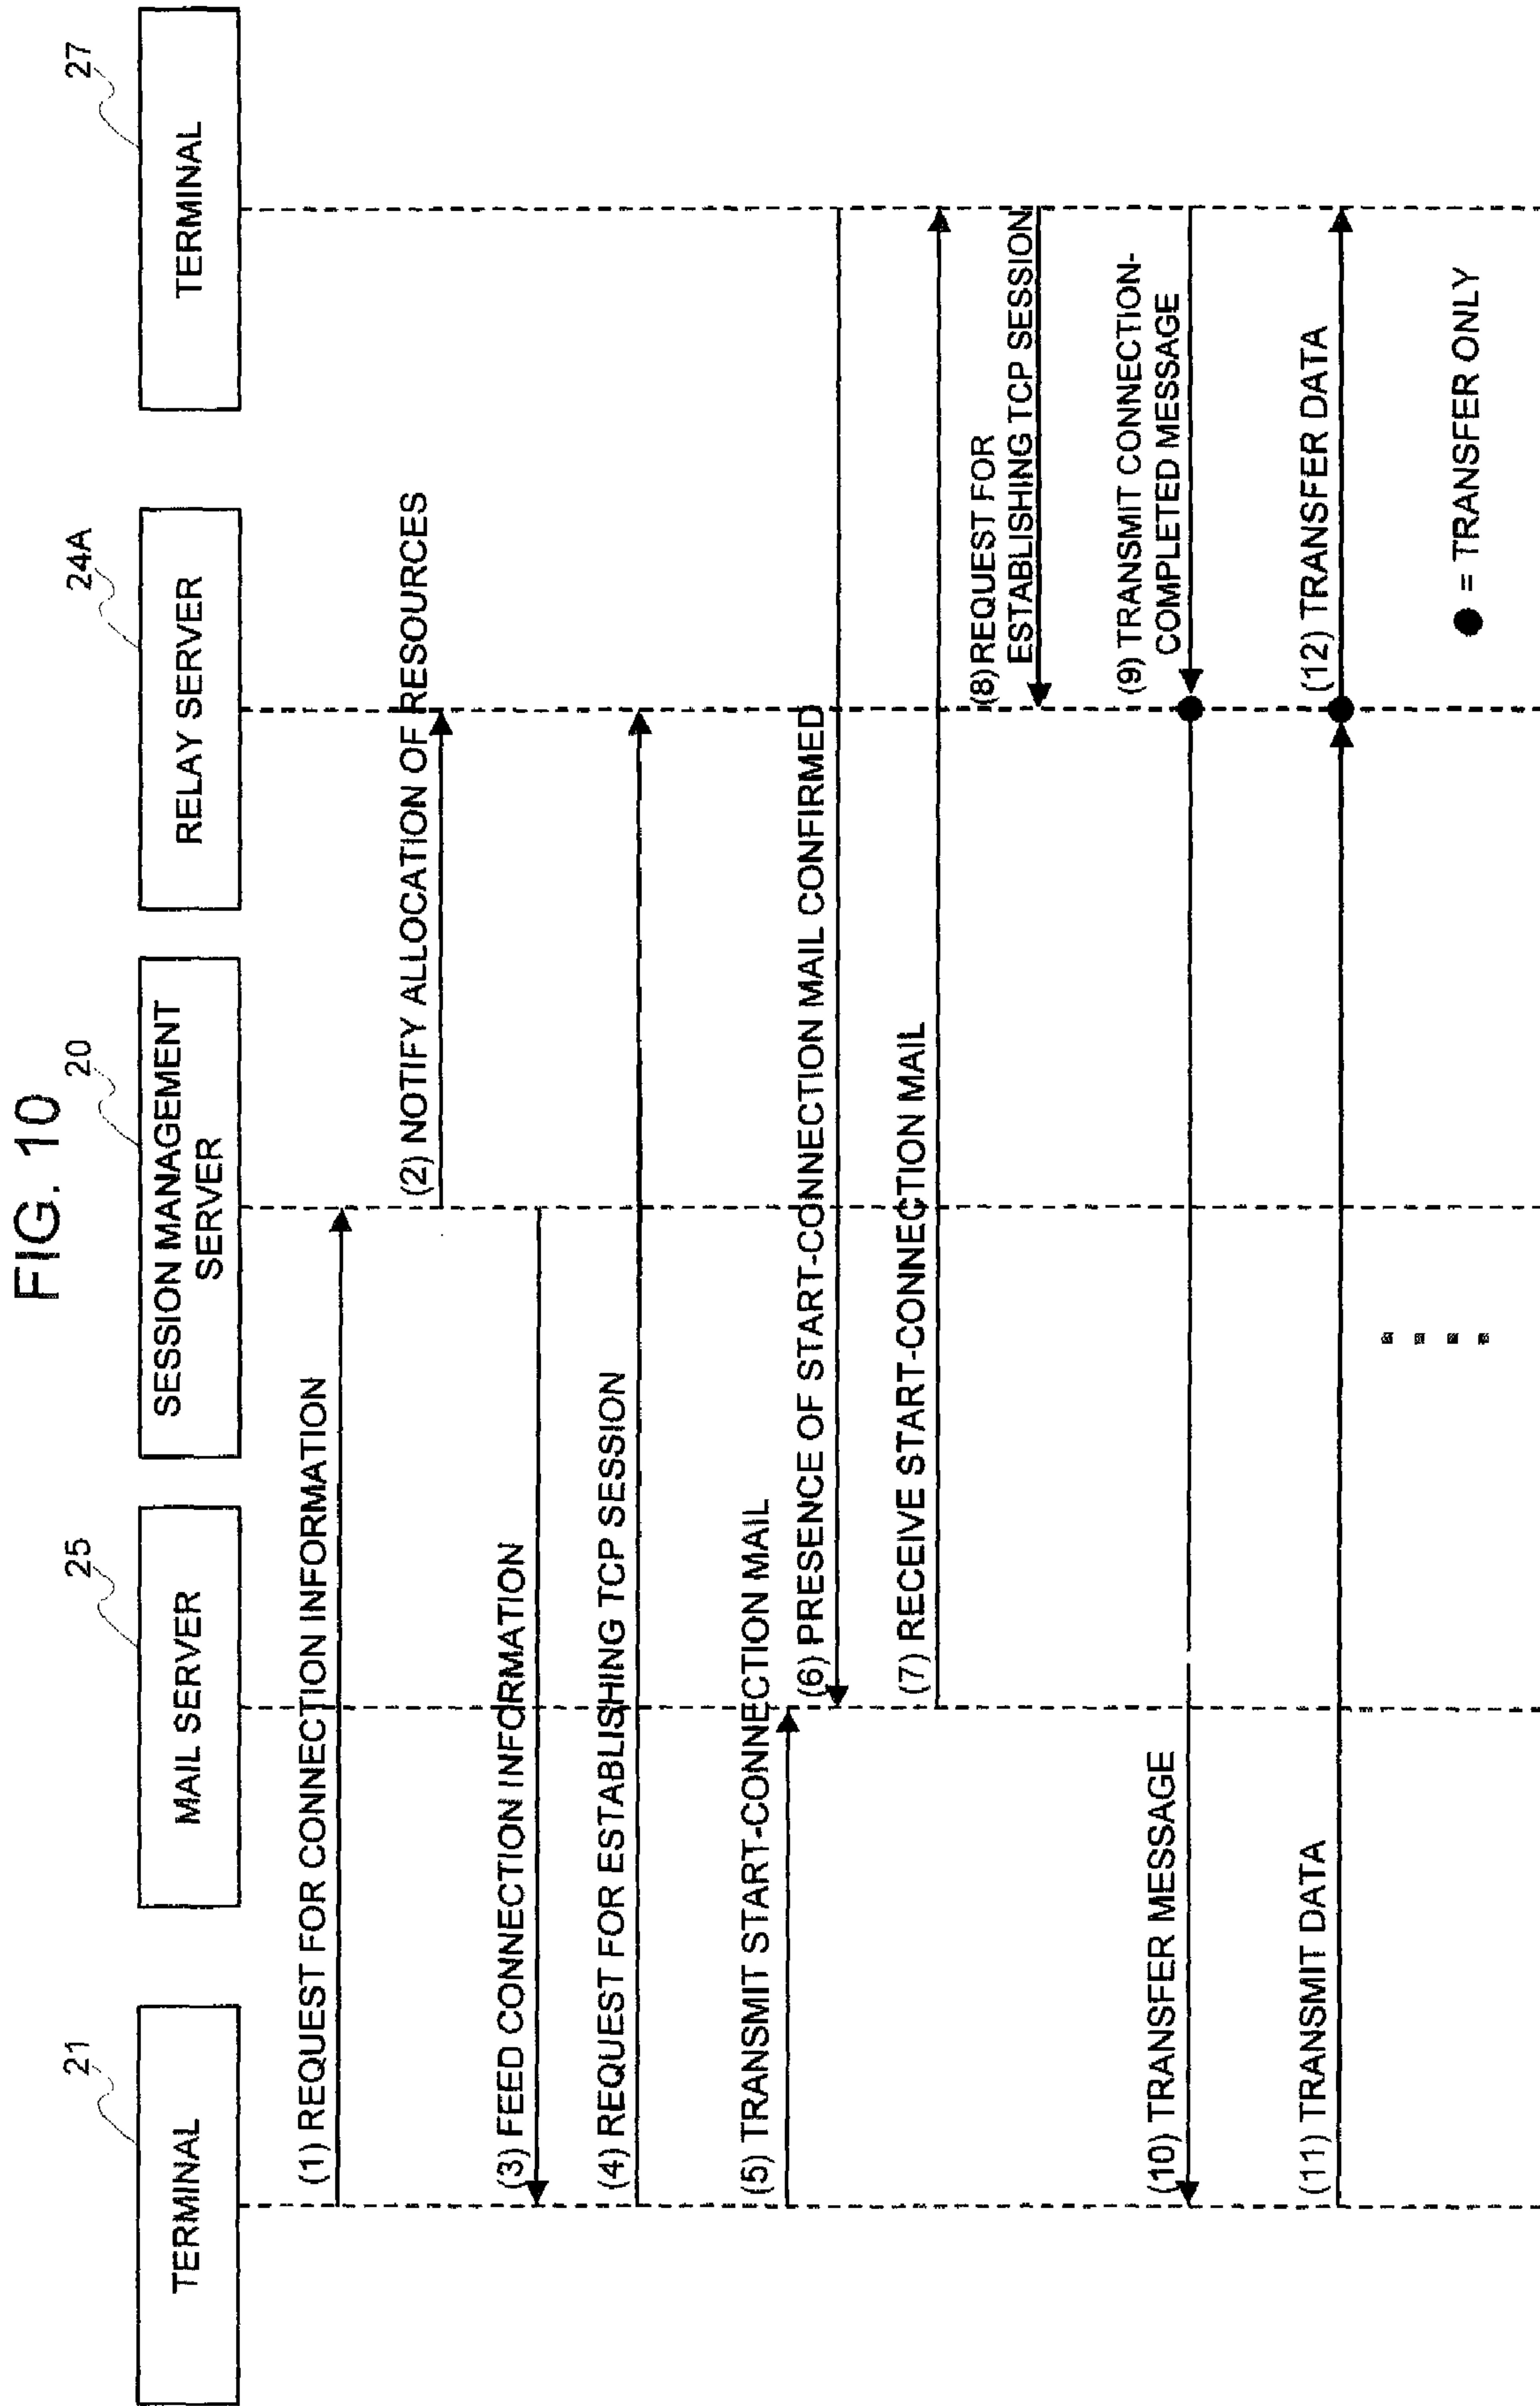 FIG. 10
21
25
20
24A
27
TERMINAL
MAIL SERVER
SESSION MANAGEMENT
SERVER
RELAY SERVER
TERMINAL
(1) REQUEST FOR CONNECTION INFORMATION
(2) NOTIFY ALLOCATION OF RESOURCES
(3) FEED CONNECTION INFORMATION
(4) REQUEST FOR ESTABLISHING TCP SESSION
(5) TRANSMIT START-CONNECTION MAIL
(6) PRESENCE OF START-CONNECTION MAIL CONFIRMED
(7) RECEIVE START-CONNECTION MAIL
(8) REQUEST FOR
ESTABLISHING TCP SESSION
(9) TRANSMIT CONNECTION-
COMPLETED MESSAGE
(10) TRANSFER MESSAGE
(11) TRANSMIT DATA
(12) TRANSFER DATA
● = TRANSFER ONLY